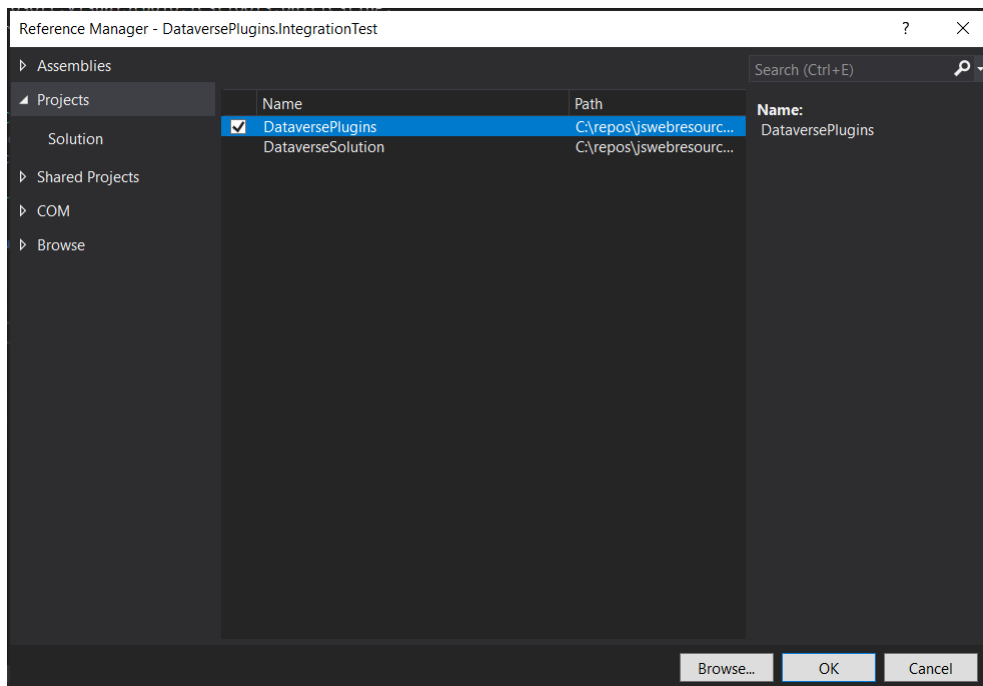 Reference Manager - DataversePlugins.IntegrationTest ?
Assemblies
Projects
Solution
Shared Projects
COM
Browse
Name Path
DataversePlugins C:\repos\jswebresourc...
DataverseSolution C:\repos\jswebresourc...
Search (Ctrl+E)
Name:
DataversePlugins
Browse... OK Cancel